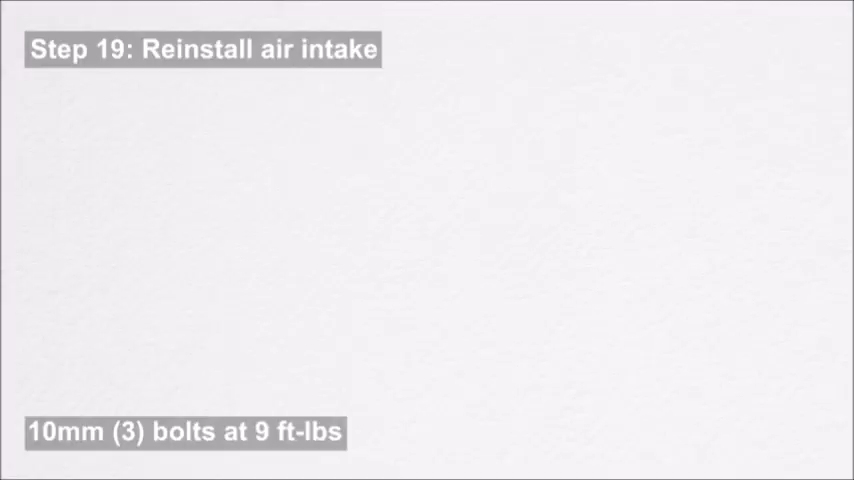 Step 19: Reinstall air intake
10mm (3) bolts at 9 ft-lbs